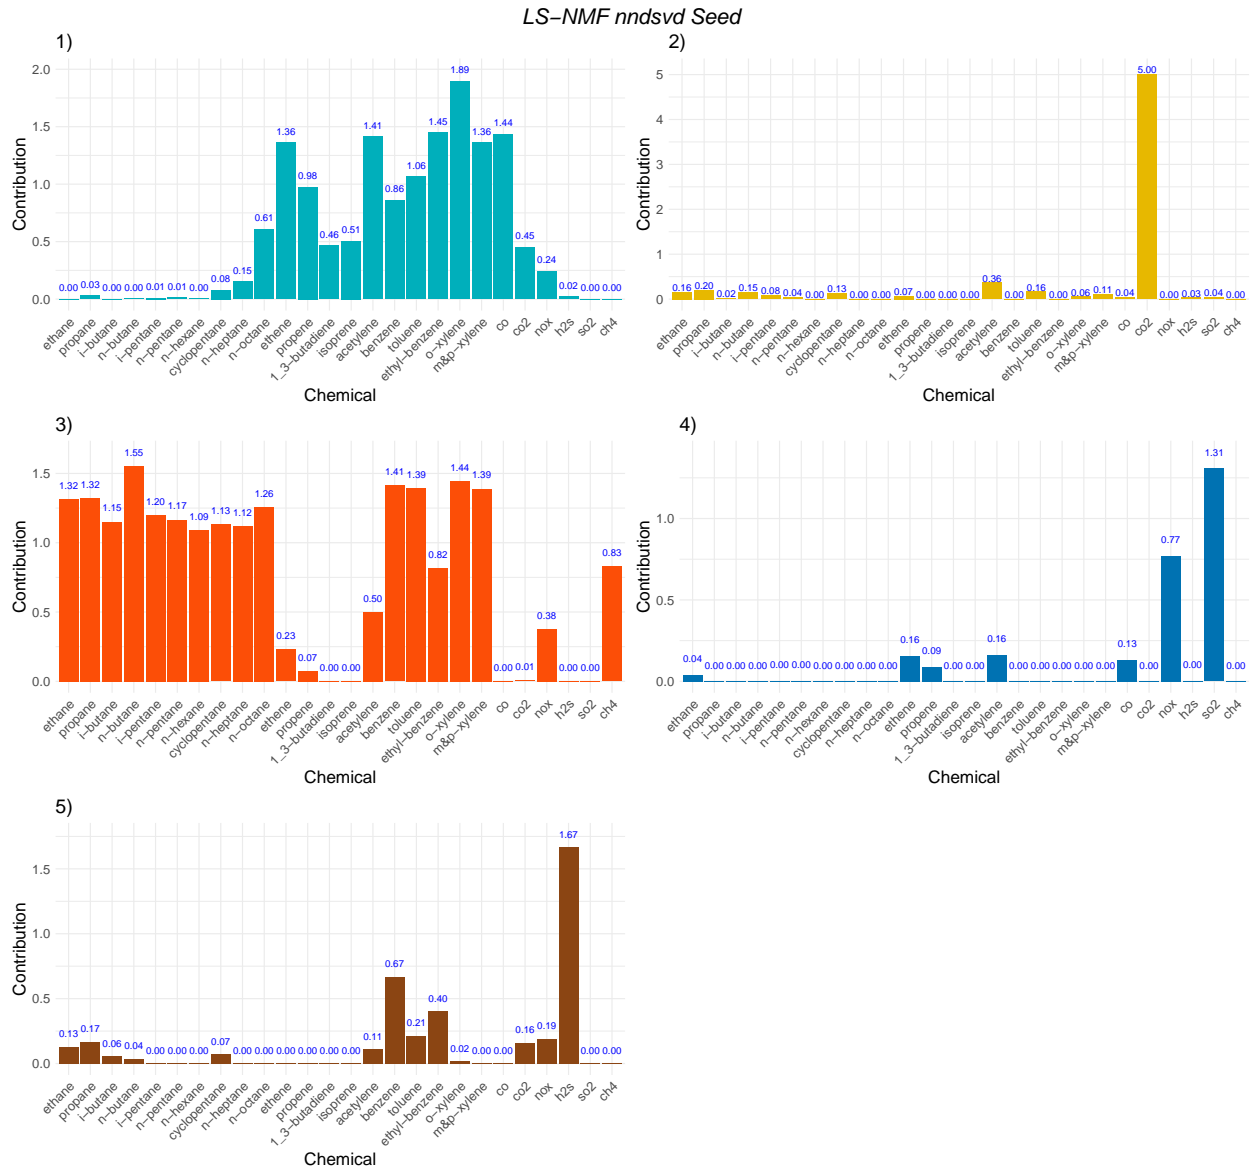 LS−NMF nndsvd Seed
1)
Contribution
2.0
1.5
1.0
0.5
0.0
0.00 0.03 0.00 0.00 0.01 0.01 0.00 0.08 0.15 0.61 1.36 0.98 0.46 0.51 1.41 0.86 1.06 1.45 1.89 1.36 1.44 0.45 0.24 0.02 0.00 0.00
ethane propane i−butane n−butane i−pentane n−pentane n−hexane cyclopentane n−heptane n−octane ethene propene 1_3−butadiene isoprene acetylene benzene toluene ethyl−benzene o−xylene m&p−xylene co co2 nox h2s so2 ch4
Chemical
2)
Contribution
5
4
3
2
1
0
0.16 0.20 0.02 0.15 0.08 0.04 0.00 0.13 0.00 0.00 0.07 0.00 0.00 0.00 0.36 0.00 0.16 0.00 0.06 0.11 0.04 5.00 0.00 0.03 0.04 0.00
ethane propane i−butane n−butane i−pentane n−pentane n−hexane cyclopentane n−heptane n−octane ethene propene 1_3−butadiene isoprene acetylene benzene toluene ethyl−benzene o−xylene m&p−xylene co co2 nox h2s so2 ch4
Chemical
3)
Contribution
1.5
1.0
0.5
0.0
1.32 1.32 1.15 1.55 1.20 1.17 1.09 1.13 1.12 1.26 0.23 0.07 0.00 0.00 0.50 1.41 1.39 0.82 1.44 1.39 0.00 0.01 0.38 0.00 0.00 0.83
ethane propane i−butane n−butane i−pentane n−pentane n−hexane cyclopentane n−heptane n−octane ethene propene 1_3−butadiene isoprene acetylene benzene toluene ethyl−benzene o−xylene m&p−xylene co co2 nox h2s so2 ch4
Chemical
4)
Contribution
1.0
0.5
0.0
0.04 0.00 0.00 0.00 0.00 0.00 0.00 0.00 0.00 0.00 0.16 0.09 0.00 0.00 0.16 0.00 0.00 0.00 0.00 0.00 0.13 0.00 0.77 0.00 1.31 0.00
ethane propane i−butane n−butane i−pentane n−pentane n−hexane cyclopentane n−heptane n−octane ethene propene 1_3−butadiene isoprene acetylene benzene toluene ethyl−benzene o−xylene m&p−xylene co co2 nox h2s so2 ch4
Chemical
5)
Contribution
1.5
1.0
0.5
0.0
0.13 0.17 0.06 0.04 0.00 0.00 0.00 0.07 0.00 0.00 0.00 0.00 0.00 0.00 0.11 0.67 0.21 0.40 0.02 0.00 0.00 0.16 0.19 1.67 0.00 0.00
ethane propane i−butane n−butane i−pentane n−pentane n−hexane cyclopentane n−heptane n−octane ethene propene 1_3−butadiene isoprene acetylene benzene toluene ethyl−benzene o−xylene m&p−xylene co co2 nox h2s so2 ch4
Chemical